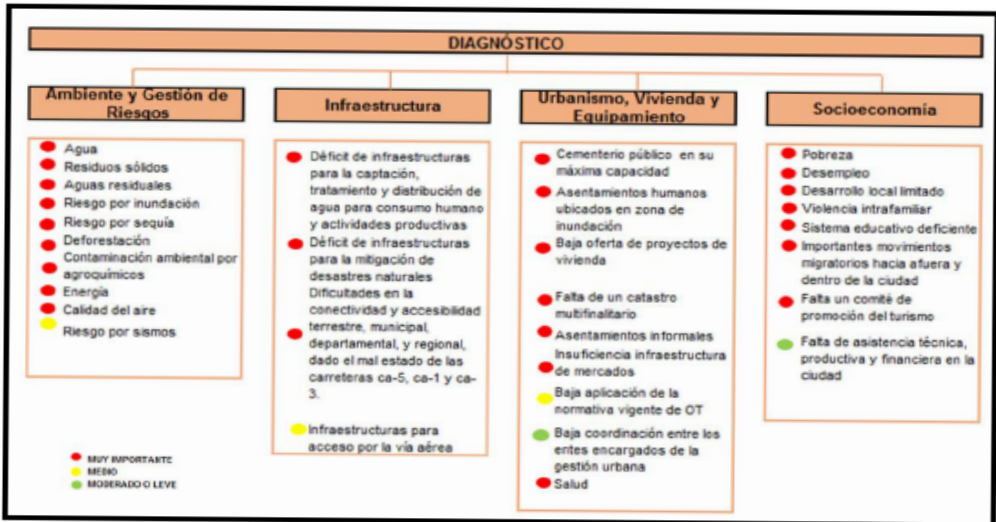 DIAGNÓSTICO
Ambiente y Gestión de
Riesgos
Agua
Residuos sólidos
Aguas residuales
Riesgo por inundación
Riesgo por sequía
Deforestación
Contaminación ambiental por
agroquímicos
Energía
Calidad del aire
Riesgo por sismos
Infraestructura
Déficit de infraestructuras
para la captación,
tratamiento y distribución de
agua para consumo humano
y actividades productivas
Déficit de infraestructuras
para la mitigación de
desastres naturales
Dificultades en la
conectividad y accesibilidad
terrestre, municipal,
departamental, y regional,
dado el mal estado de las
carreteras ca-5, ca-1 y ca-
3.
Infraestructuras para
acceso por la vía aérea
Urbanismo, Vivienda y
Equipamiento
Cementerio público en su
máxima capacidad
Asentamientos humanos
ubicados en zona de
inundación
Baja oferta de proyectos de
vivienda
Falta de un catastro
multifinalitario
Asentamientos informales
Insuficiencia infraestructura
de mercados
Baja aplicación de la
normativa vigente de OT
Baja coordinación entre los
entes encargados de la
gestión urbana
Salud
Socioeconomía
Pobreza
Desempleo
Desarrollo local limitado
Violencia intrafamiliar
Sistema educativo deficiente
Importantes movimientos
migratorios hacia afuera y
dentro de la ciudad
Falta un comité de
promoción del turismo
Falta de asistencia técnica,
productiva y financiera en la
ciudad
MUY IMPORTANTE
MEDIO
MODERADO O LEVE